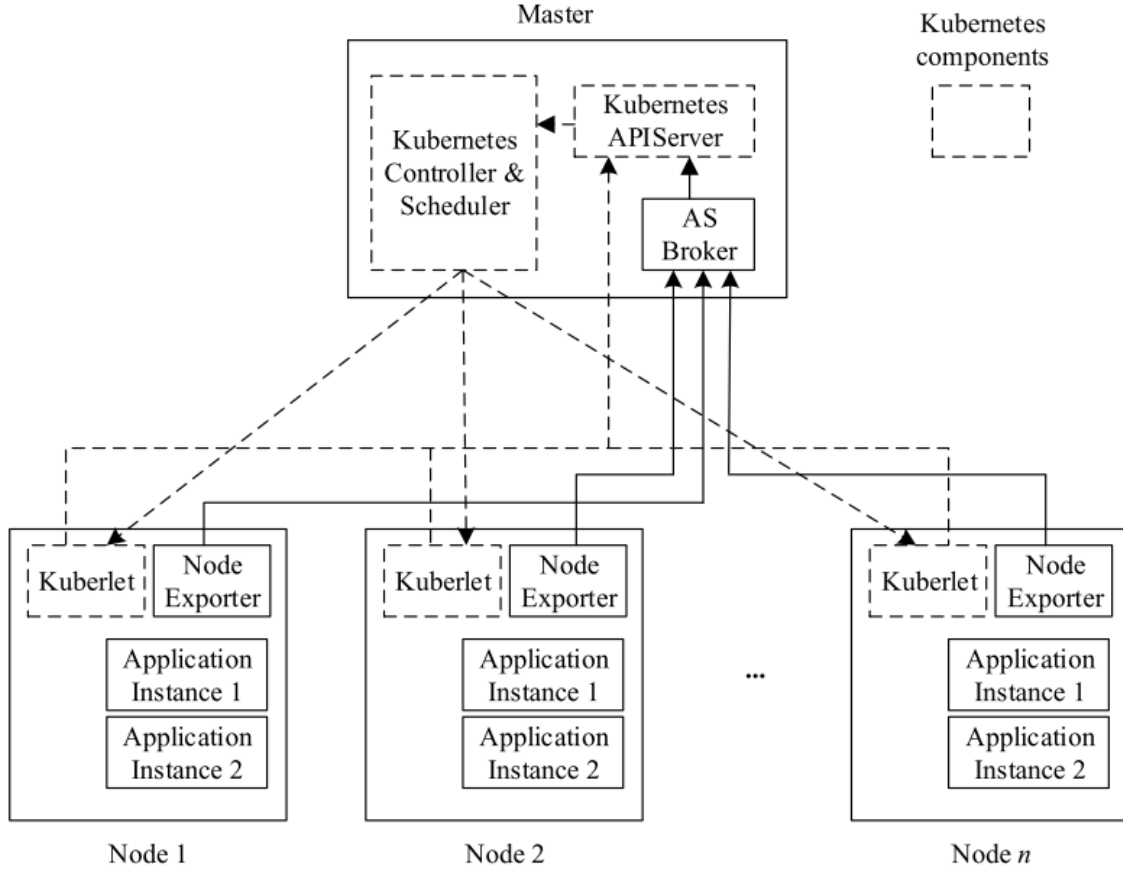 Master
Kubernetes
components
Kubernetes
Controller &
Scheduler
Kubernetes
APIServer
AS
Broker
Kuberlet
Node
Exporter
Application
Instance 1
Application
Instance 2
Node 1
Kuberlet
Node
Exporter
Application
Instance 1
Application
Instance 2
Node 2
...
Kuberlet
Node
Exporter
Application
Instance 1
Application
Instance 2
Node n